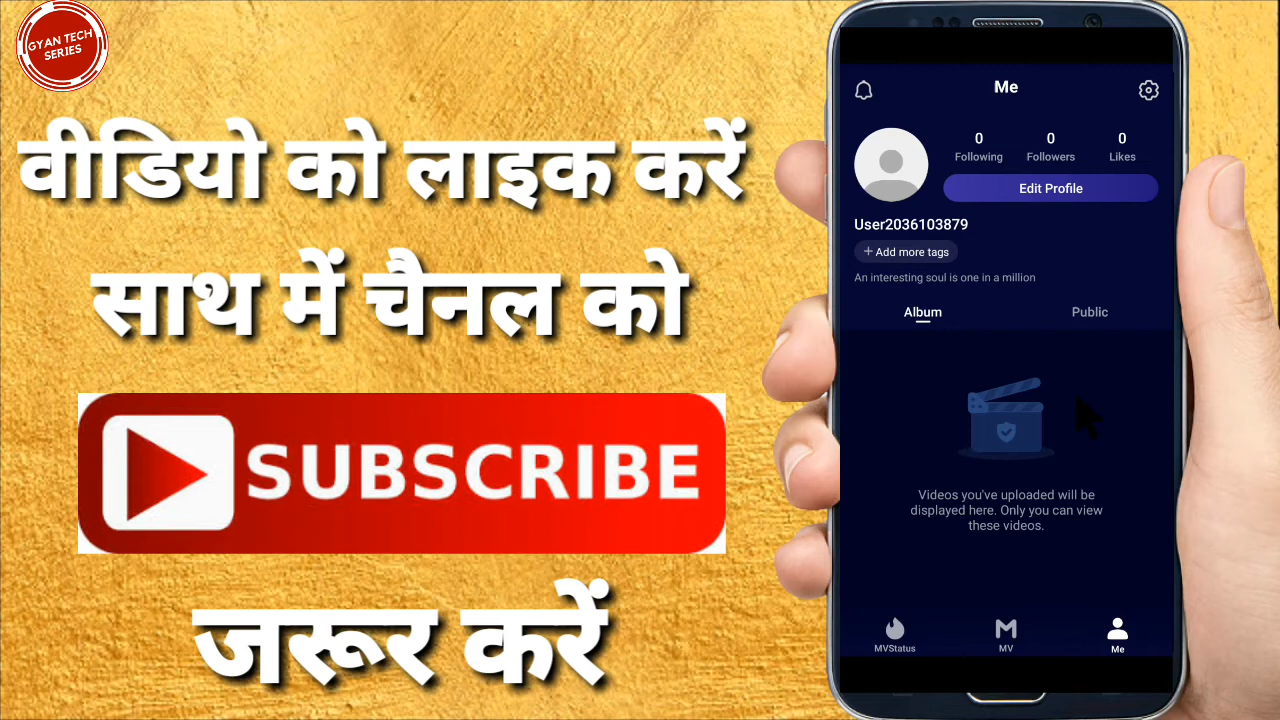 GYAN TECH
SERIES
वीडियो को लाइक करें
साथ में चैनल को
SUBSCRIBE
जरूर करें
Me
0 0 0
Following Followers Likes
Edit Profile
User2036103879
+ Add more tags
An interesting soul is one in a million
Album Public
Videos you've uploaded will be
displayed here. Only you can view
these videos.
MVStatus MV Me